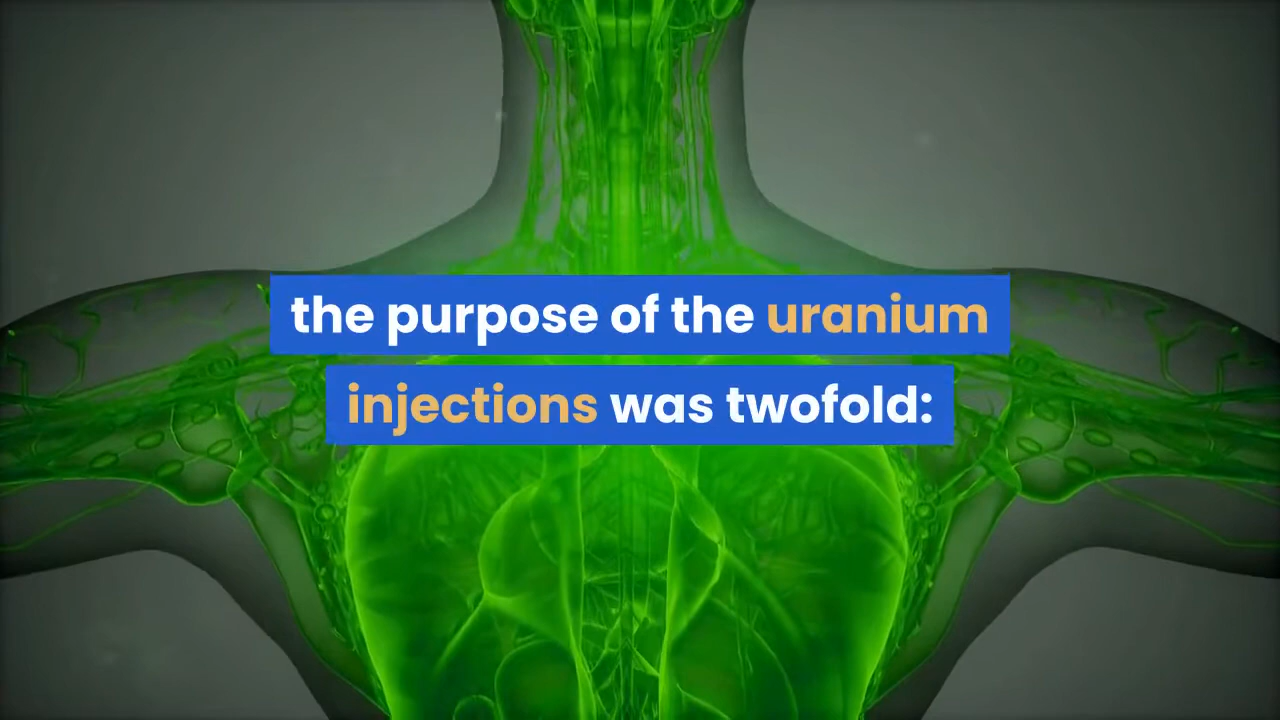 the purpose of the uranium
injections was twofold: